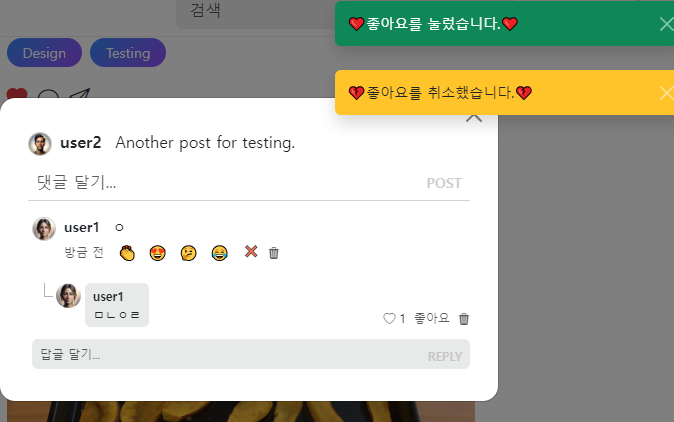 검색
❤️좋아요를 눌렀습니다.❤️
Design
Testing
💔좋아요를 취소했습니다.💔
user2 Another post for testing.
댓글 달기...
POST
user1 ㅇ
방금 전
user1
ㅁㄴㅇㄹ
1 좋아요
답글 달기...
REPLY